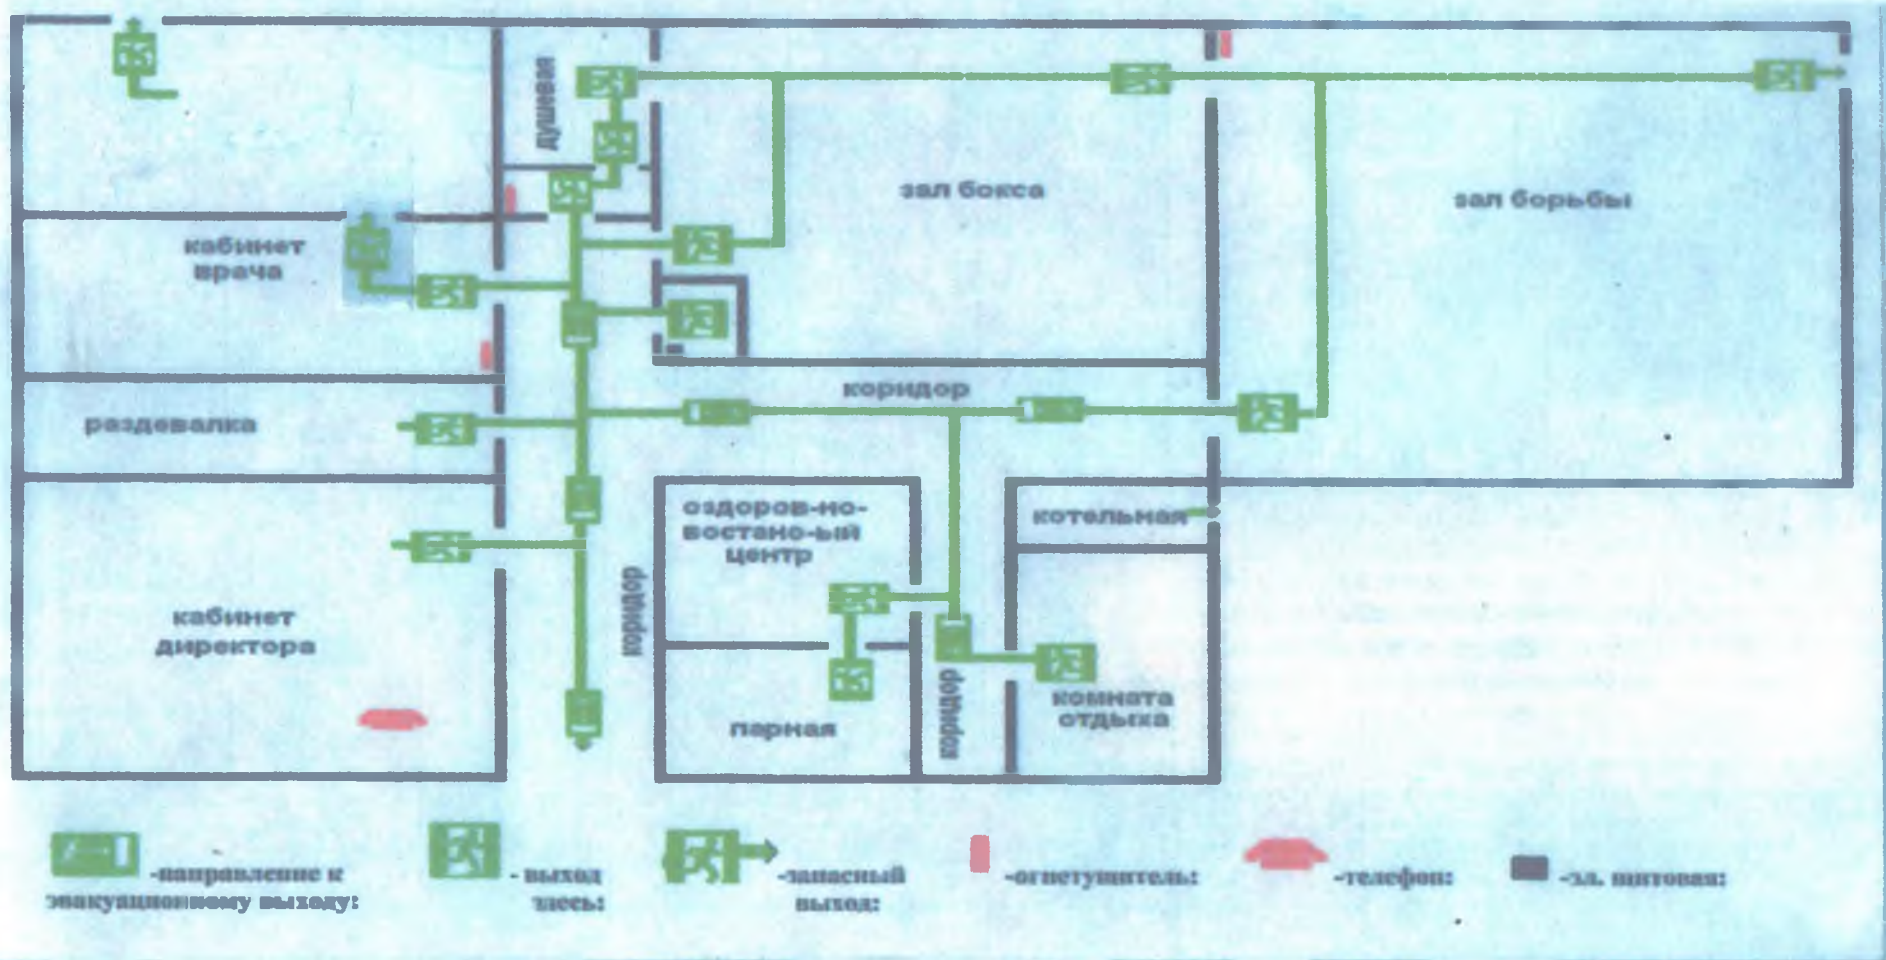 душевая
зал бокса
зал борьбы
кабинет
врача
коридор
раздевалка
оздоров-но-
востано-ый
центр
котельная
коридор
кабинет
директора
комната
отдыха
парная
коридор
-направление к
эвакуационному выходу:
- выход
здесь:
-запасный
выход:
-огнетушитель:
-телефон:
-эл. щитовая: